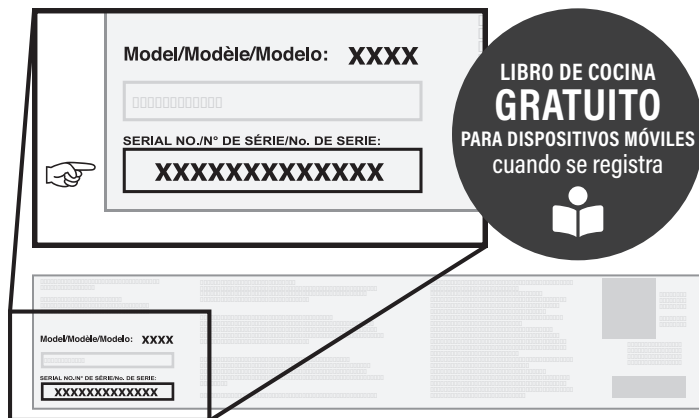 Model/Modèle/Modelo: XXXX
SERIAL NO./N° DE SÉRIE/No. DE SERIE:
XXXXXXXXXXXXX
LIBRO DE COCINA
GRATUITO
PARA DISPOSITIVOS MÓVILES
cuando se registra
Model/Modèle/Modelo: XXXX
SERIAL NO./N° DE SÉRIE/No. DE SERIE:
XXXXXXXXXXXXX